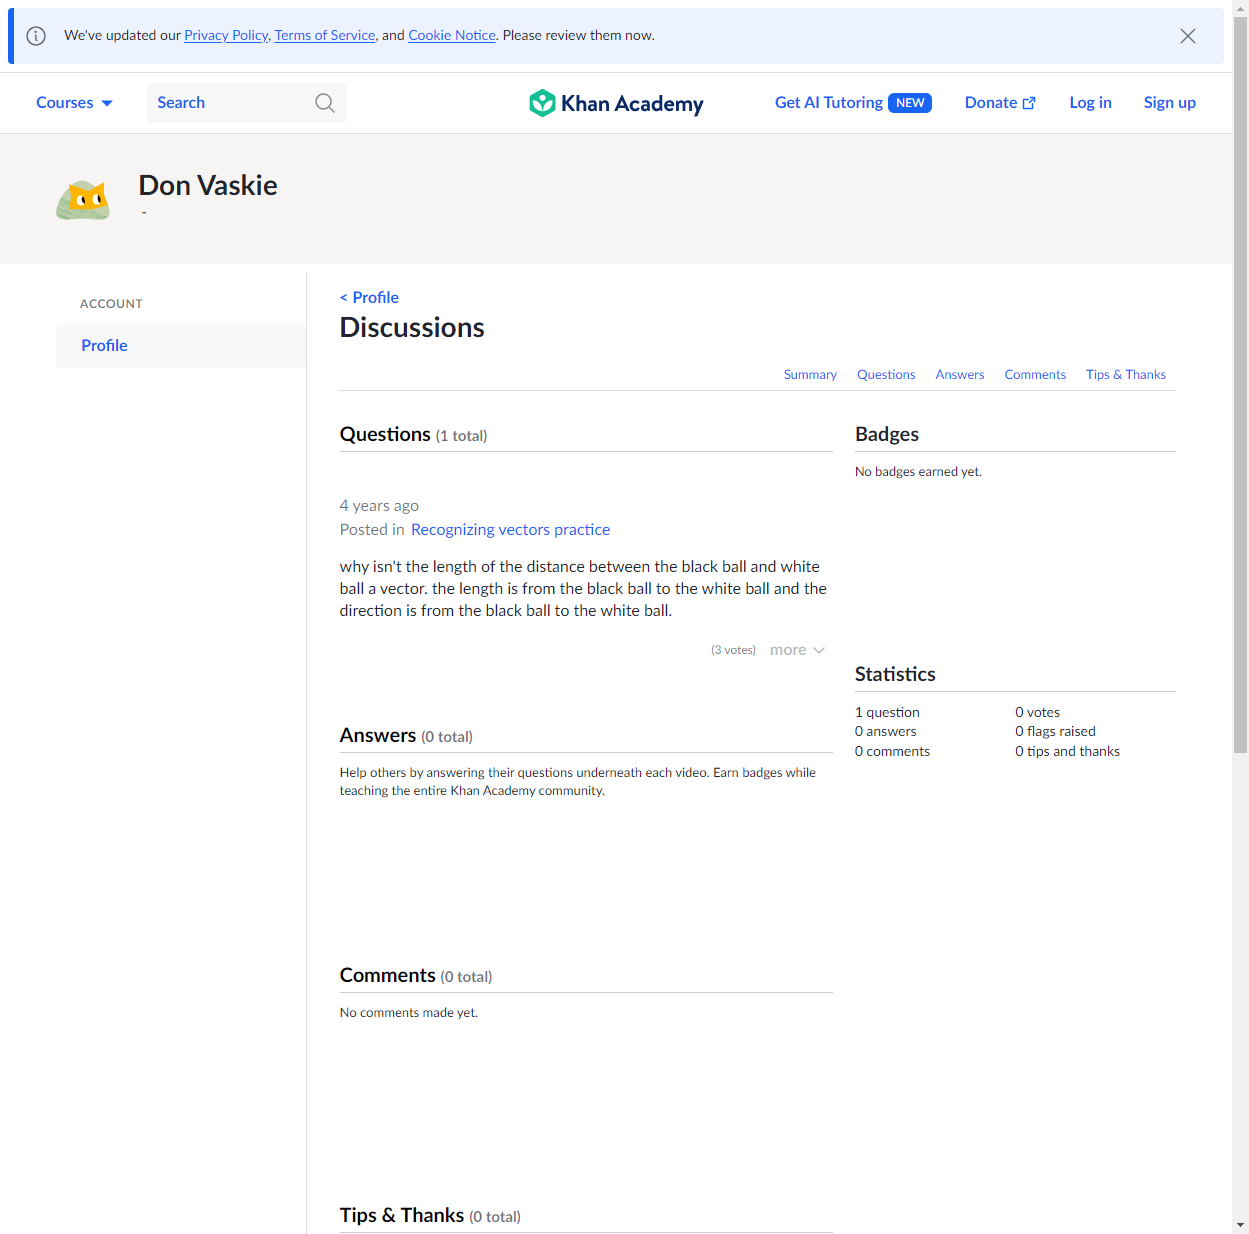 We've updated our Privacy Policy, Terms of Service, and Cookie Notice. Please review them now.
Courses
Search
Khan Academy
Get AI Tutoring NEW
Donate
Log in
Sign up
Don Vaskie
-
ACCOUNT
Profile
< Profile
Discussions
Summary Questions Answers Comments Tips & Thanks
Questions (1 total)
4 years ago
Posted in Recognizing vectors practice
why isn't the length of the distance between the black ball and white
ball a vector. the length is from the black ball to the white ball and the
direction is from the black ball to the white ball.
(3 votes) more
Answers (0 total)
Help others by answering their questions underneath each video. Earn badges while
teaching the entire Khan Academy community.
Comments (0 total)
No comments made yet.
Tips & Thanks (0 total)
Badges
No badges earned yet.
Statistics
1 question 0 votes
0 answers 0 flags raised
0 comments 0 tips and thanks